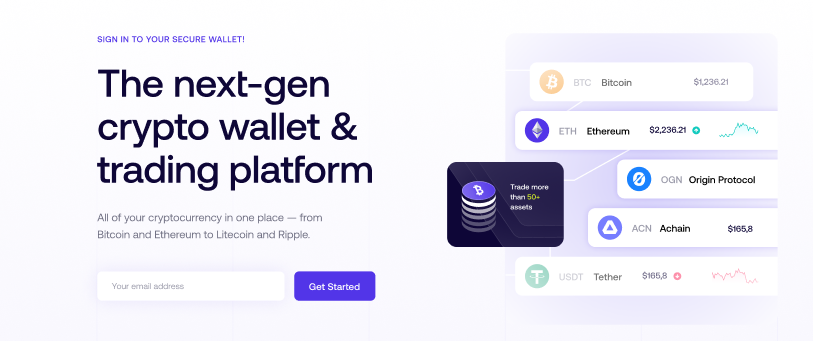 SIGN IN TO YOUR SECURE WALLET!
The next-gen
crypto wallet &
trading platform
All of your cryptocurrency in one place — from
Bitcoin and Ethereum to Litecoin and Ripple.
Your email address
Get Started
BTC Bitcoin $1,236.21
ETH Ethereum $2,236.21
OGN Origin Protocol
Trade more
than 50+
assets
ACN Achain $165,8
USDT Tether $165,8